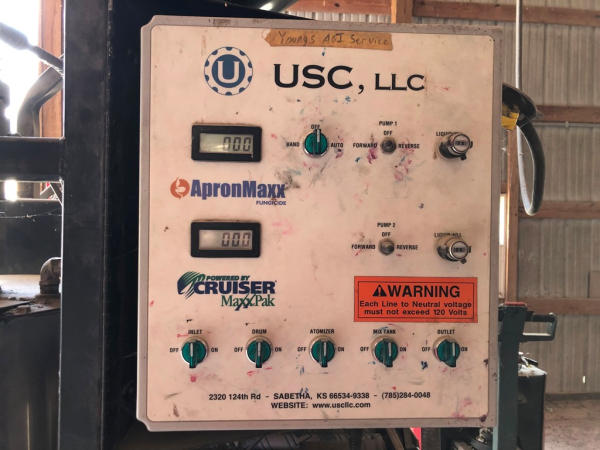 Youngs AGI Service
U USC, LLC
000
OFF
HAND AUTO
PUMP 1
OFF
FORWARD REVERSE
ApronMaxx
FUNGICIDE
000
PUMP 2
OFF
FORWARD REVERSE
POWERED BY
CRUISER
MaxxPak
WARNING
Each Line to Neutral voltage
must not exceed 120 Volts
INLET DRUM ATOMIZER MIX TANK OUTLET
OFF ON OFF ON OFF ON OFF ON OFF ON
2320 124th Rd - SABETHA, KS 66534-9338 - (785)284-0048
WEBSITE: www.uscllc.com